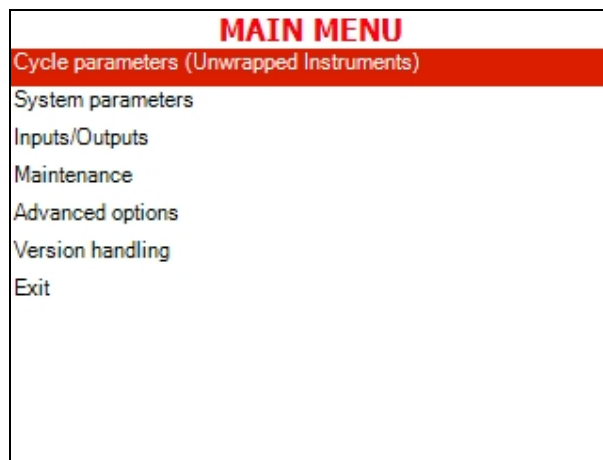 MAIN MENU
Cycle parameters (Unwrapped Instruments)
System parameters
Inputs/Outputs
Maintenance
Advanced options
Version handling
Exit